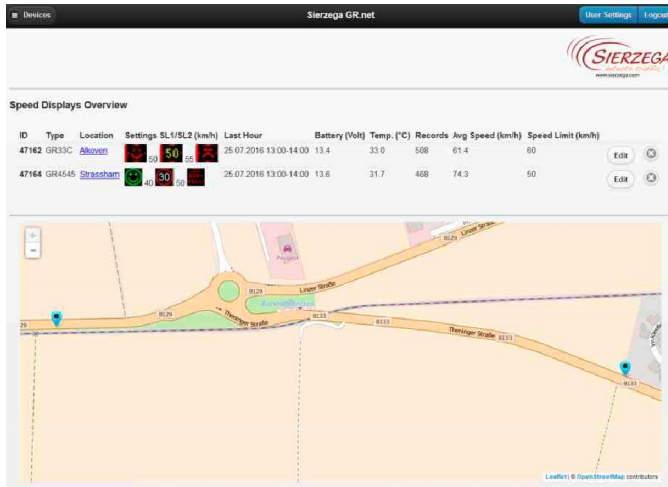 Devices
Sierzega GR.net
User Settings Logout
SIERZEGA
www.sierzega.com
Speed Displays Overview
ID Type Location Settings SL1/SL2 (km/h) Last Hour Battery (Volt) Temp. (°C) Records Avg Speed (km/h) Speed Limit (km/h)
47162 GR33C Alkoven 50 50 55 25.07.2016 13:00-14:00 13.4 33.0 508 61.4 60 Edit
47164 GR4545 Strassham 40 30 50 25.07.2016 13:00-14:00 13.6 31.7 468 74.3 50 Edit
+
-
Peugeot
B129 Linzer Straße
B129 Linzer Straße
B129
Theninger Straße
B133
B133
Theninger Straße B133
29
B133
Leaflet | © OpenStreetMap contributors